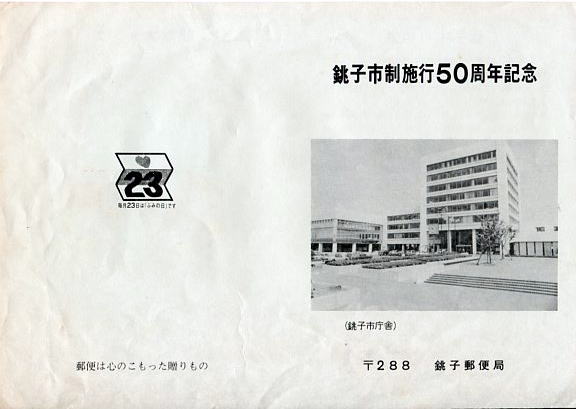 銚子市制施行50周年記念
23
毎月23日は「ふみの日」です
(銚子市庁舎)
郵便は心のこもった贈りもの
〒288 銚子郵便局